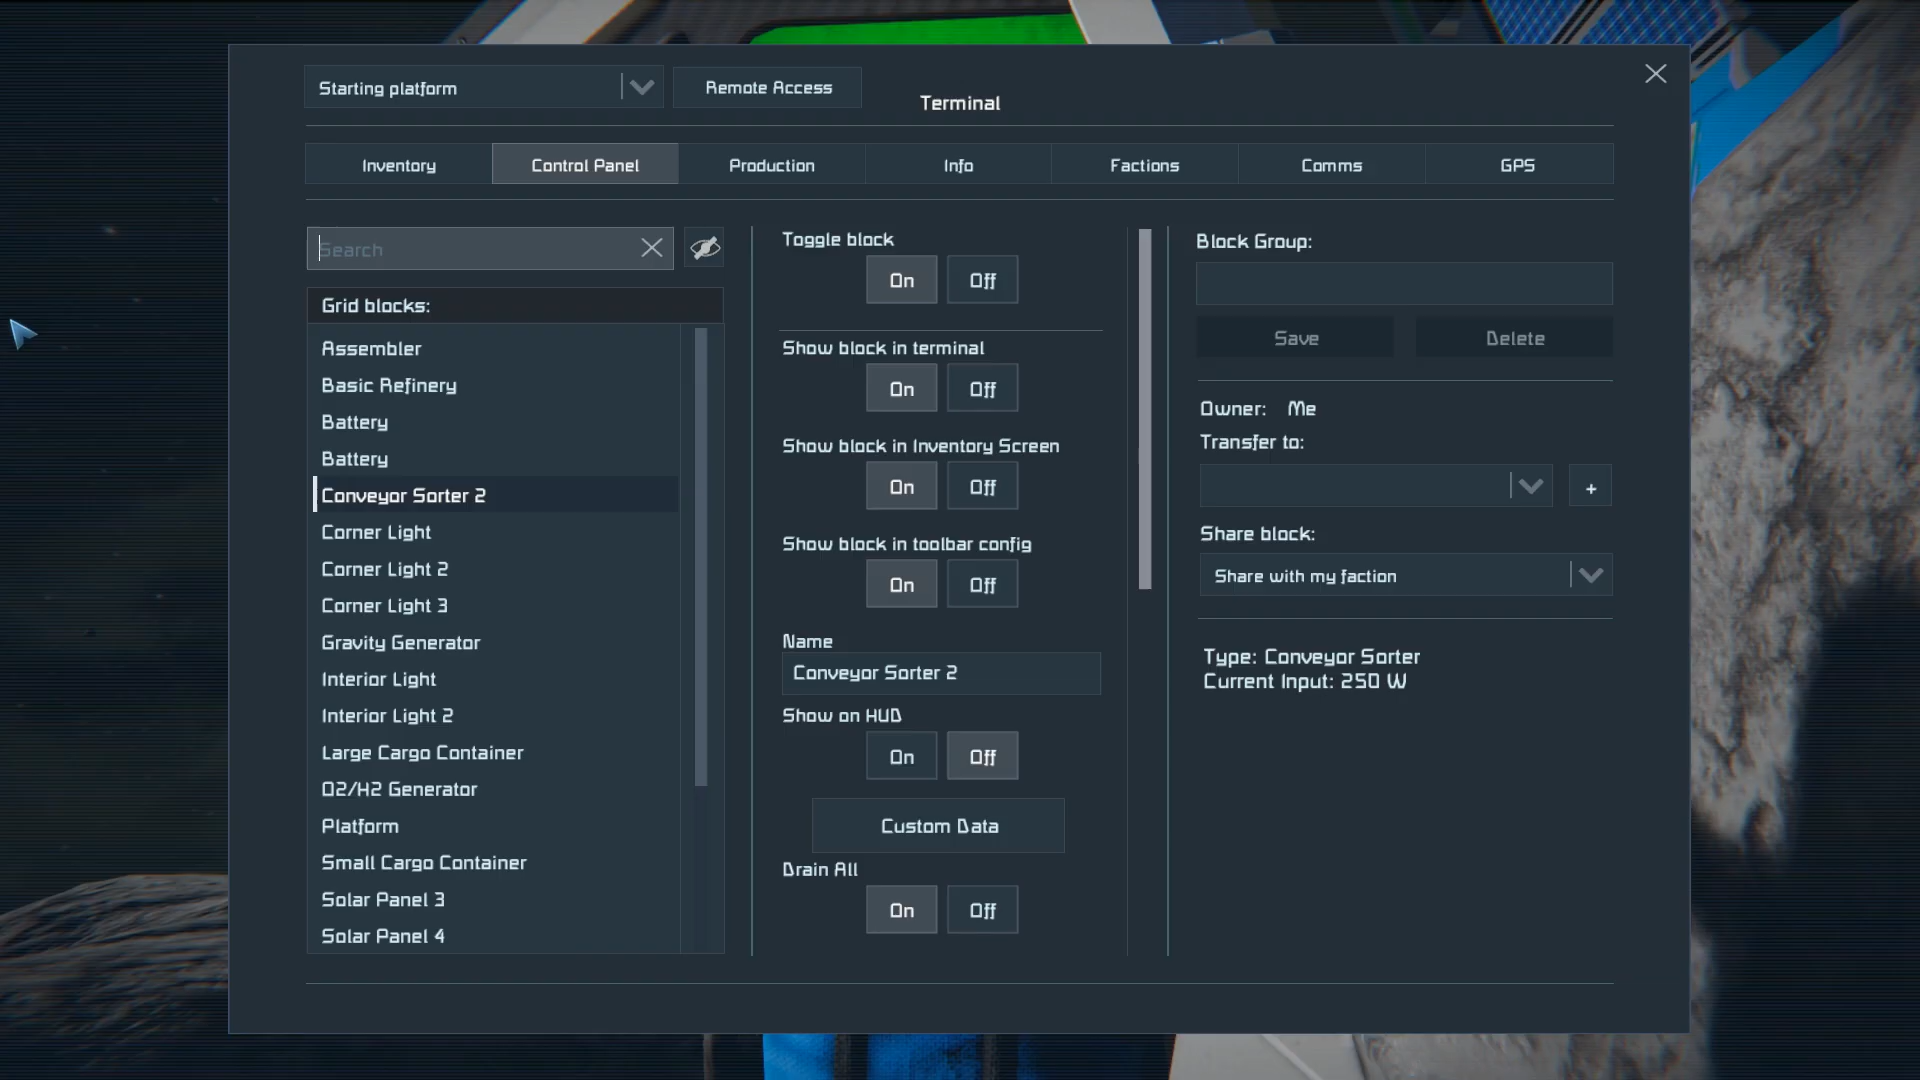 Starting platform
Remote Access
Terminal
Inventory
Control Panel
Production
Info
Factions
Comms
GPS
Search
Grid blocks:
Assembler
Basic Refinery
Battery
Battery
Conveyor Sorter 2
Corner Light
Corner Light 2
Corner Light 3
Gravity Generator
Interior Light
Interior Light 2
Large Cargo Container
O2/H2 Generator
Platform
Small Cargo Container
Solar Panel 3
Solar Panel 4
Toggle block
On Off
Show block in terminal
On Off
Show block in Inventory Screen
On Off
Show block in toolbar config
On Off
Name
Conveyor Sorter 2
Show on HUD
On Off
Custom Data
Drain All
On Off
Block Group:
Save Delete
Owner: Me
Transfer to:
+
Share block:
Share with my faction
Type: Conveyor Sorter
Current Input: 250 W